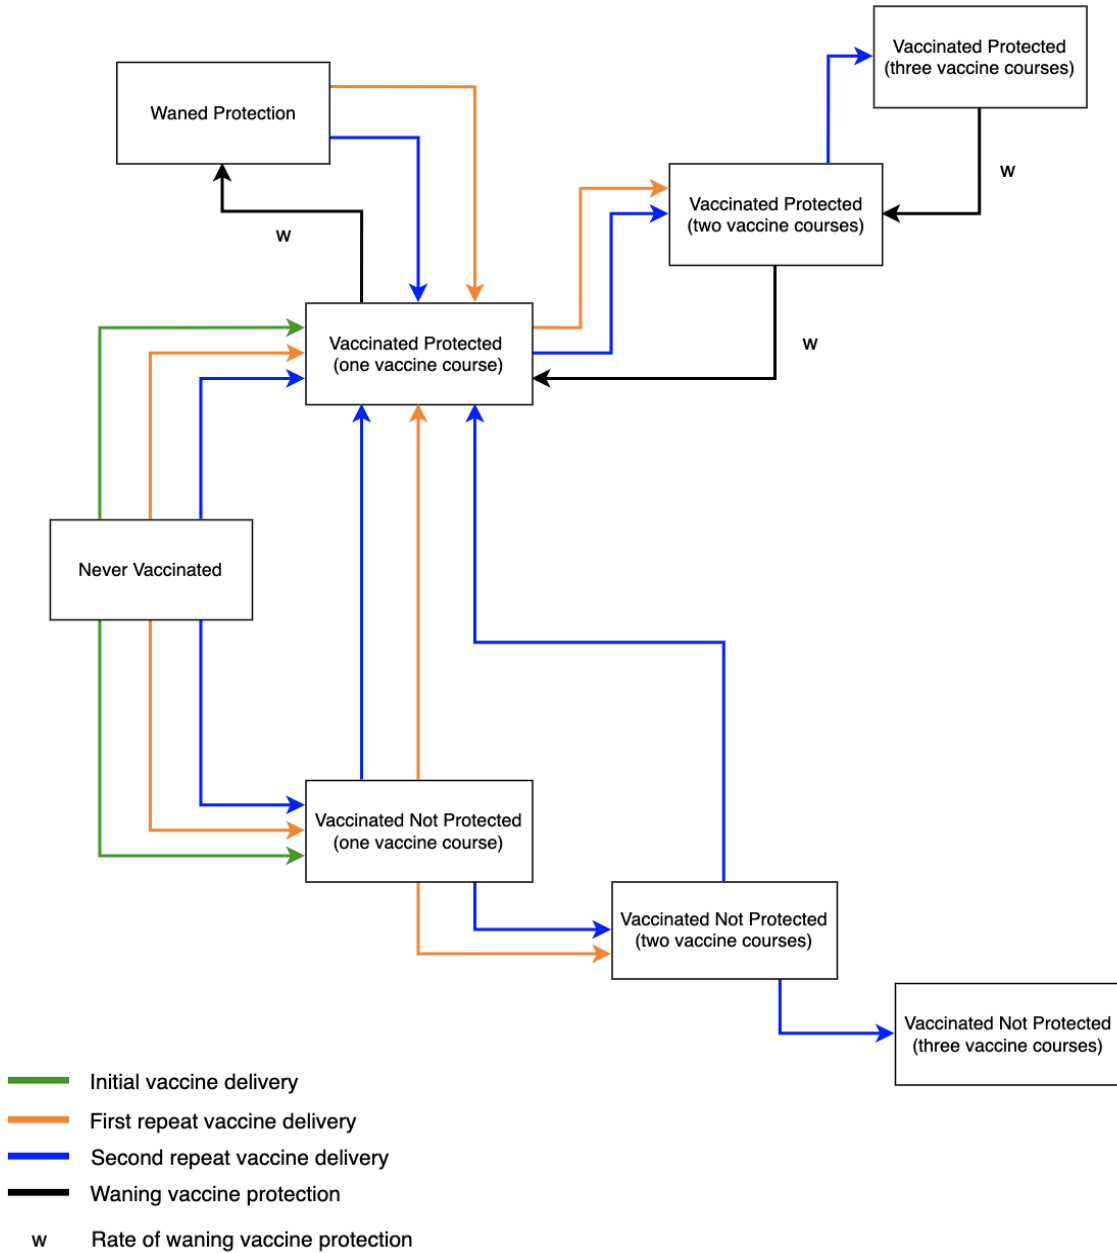 Vaccinated Protected
(three vaccine courses)
Waned Protection
w
Vaccinated Protected
(two vaccine courses)
w
Vaccinated Protected
(one vaccine course)
w
Never Vaccinated
Vaccinated Not Protected
(one vaccine course)
Vaccinated Not Protected
(two vaccine courses)
Vaccinated Not Protected
(three vaccine courses)
Initial vaccine delivery
First repeat vaccine delivery
Second repeat vaccine delivery
Waning vaccine protection
w Rate of waning vaccine protection